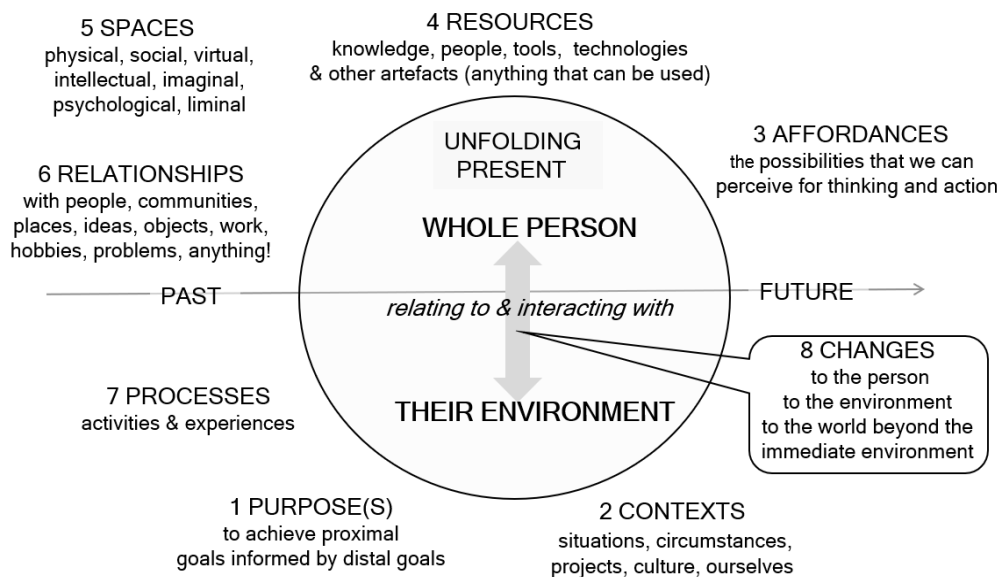 5 SPACES
physical, social, virtual,
intellectual, imaginal,
psychological, liminal
4 RESOURCES
knowledge, people, tools, technologies
& other artefacts (anything that can be used)
UNFOLDING
PRESENT
3 AFFORDANCES
the possibilities that we can
perceive for thinking and action
6 RELATIONSHIPS
with people, communities,
places, ideas, objects, work,
hobbies, problems, anything!
WHOLE PERSON
PAST
relating to & interacting with
FUTURE
8 CHANGES
to the person
to the environment
to the world beyond the
immediate environment
7 PROCESSES
activities & experiences
THEIR ENVIRONMENT
1 PURPOSE(S)
to achieve proximal
goals informed by distal goals
2 CONTEXTS
situations, circumstances,
projects, culture, ourselves